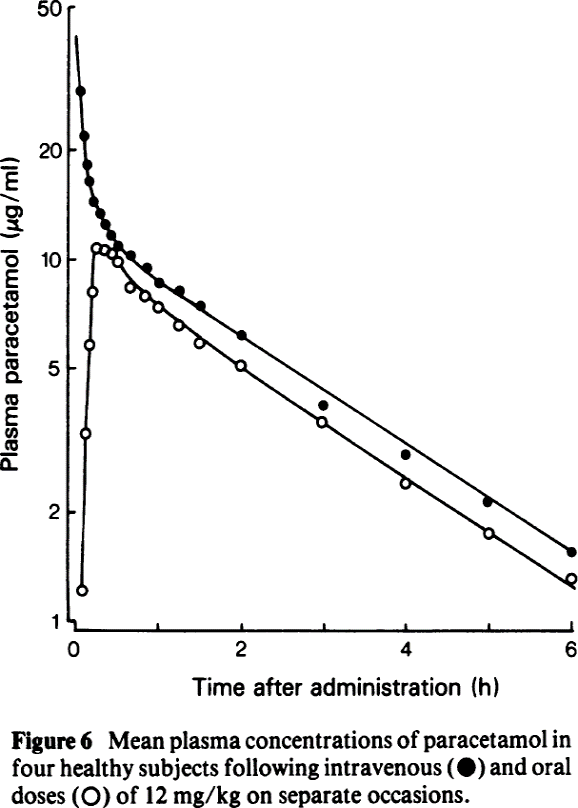 50
20
10
5
2
1
Plasma paracetamol (µg/ml)
0
2
4
6
Time after administration (h)
Figure 6 Mean plasma concentrations of paracetamol in
four healthy subjects following intravenous (●) and oral
doses (○) of 12 mg/kg on separate occasions.